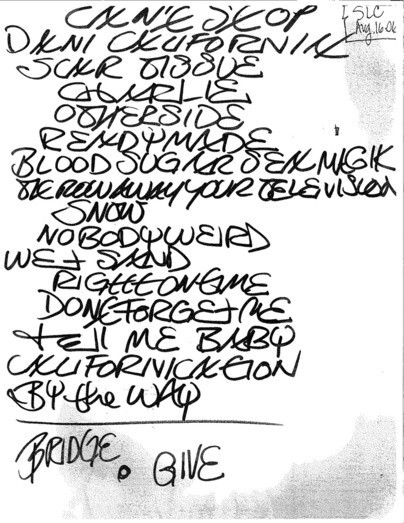 CAN'T STOP
DANI CALIFORNIA
SLC
Aug. 16-06
SCAR TISSUE
CHARLIE
OTHERSIDE
READYMADE
BLOOD SUGAR SEX MAGIK
THROW AWAY YOUR TELEVISION
SNOW
NOBODY WEIRD
WET SAND
RIGHT ON TIME
DON'T FORGET ME
tEll ME BABY
CALIFORNICATION
BY the WAY
BRIDGE . GIVE